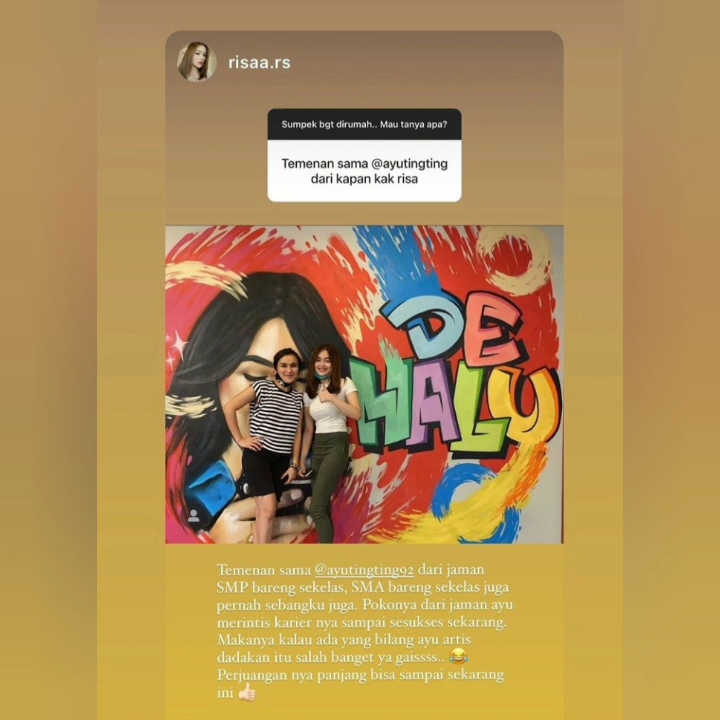 risaa.rs
Sumpek bgt dirumah.. Mau tanya apa?
Temenan sama @ayutingting
dari kapan kak risa
DE
HALU
Temenan sama @ayutingting92 dari jaman
SMP bareng sekelas, SMA bareng sekelas juga
pernah sebangku juga. Pokonya dari jaman ayu
merintis karier nya sampai sesukses sekarang.
Makanya kalau ada yang bilang ayu artis
dadakan itu salah banget ya gaissss.. 😂
Perjuangan nya panjang bisa sampai sekarang
ini 👍🏻